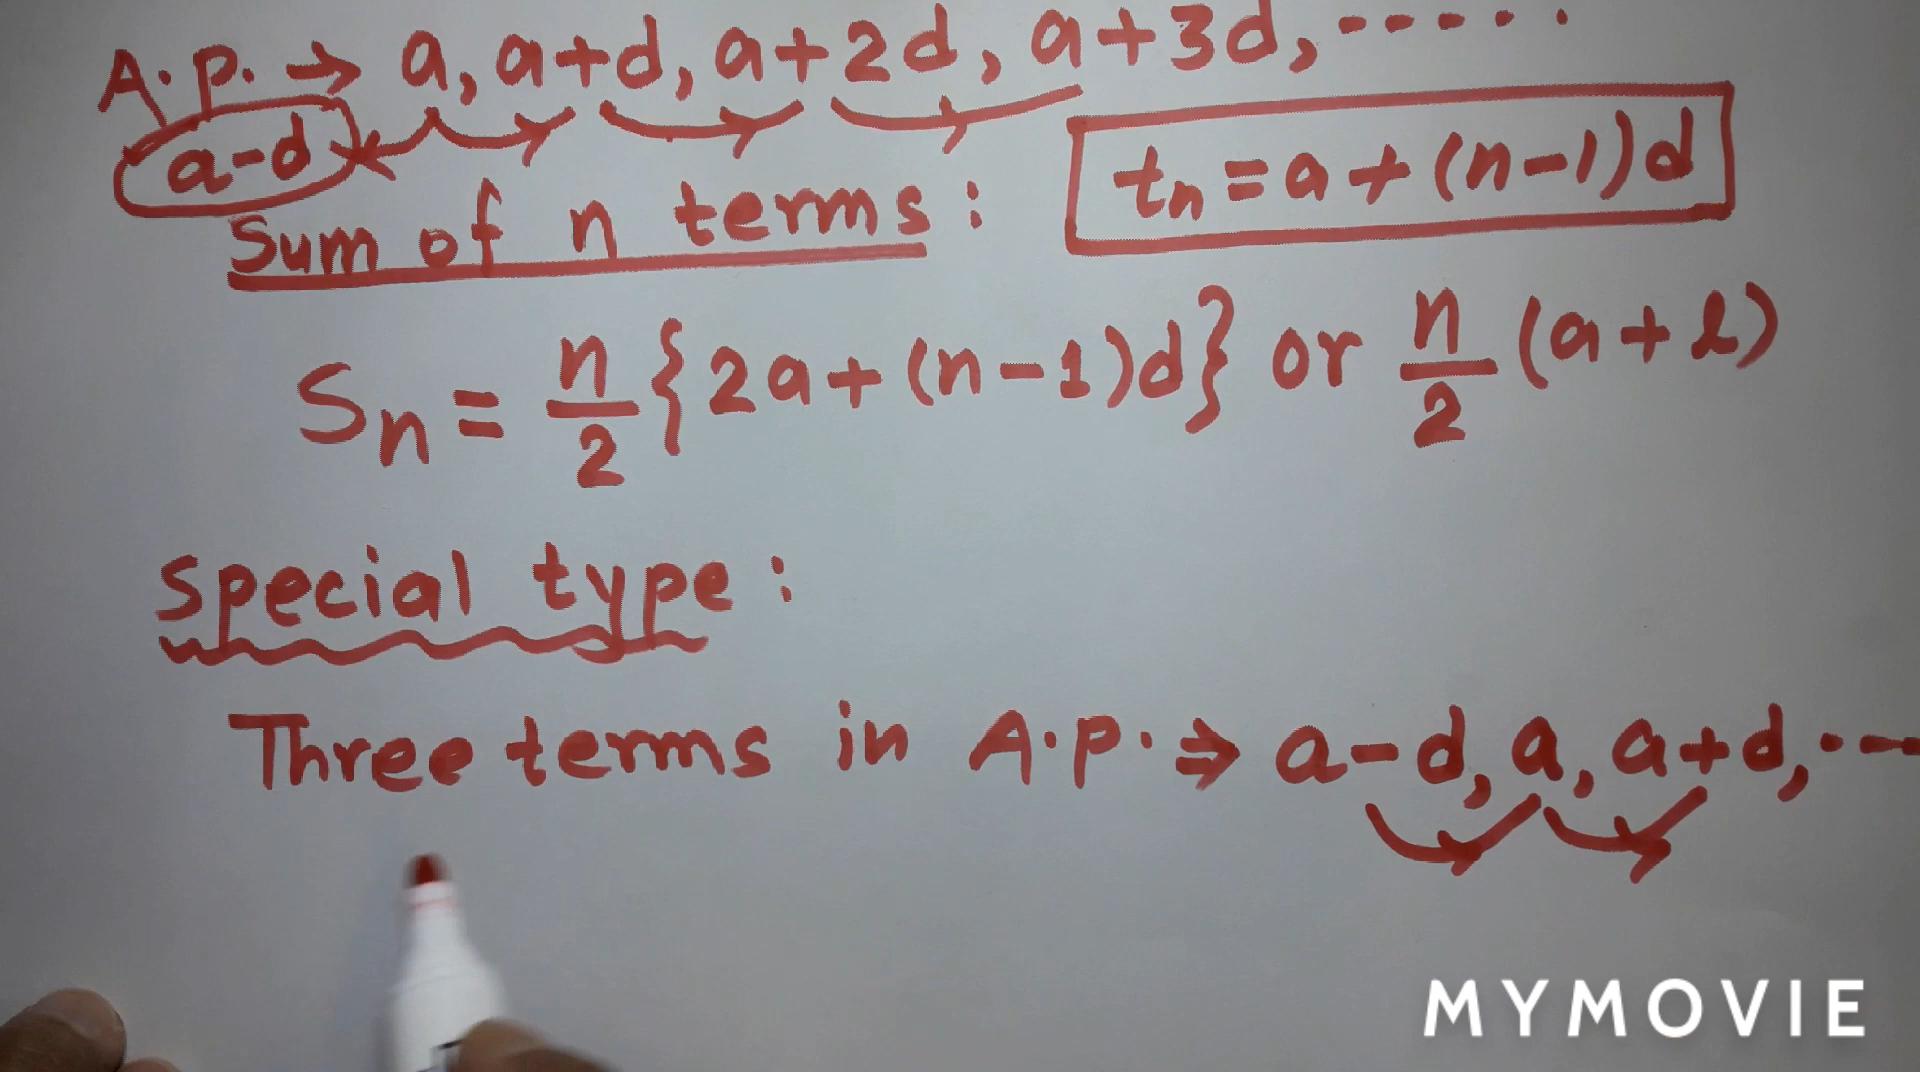 A.P. → a, a+d, a+2d, a+3d, ------
a-d
tn = a+(n-1)d
Sum of n terms :
Sn = n/2 {2a+(n-1)d} or n/2 (a+l)
Special type :
Three terms in A.P. ⇒ a-d, a, a+d, ---
MYMOVIE